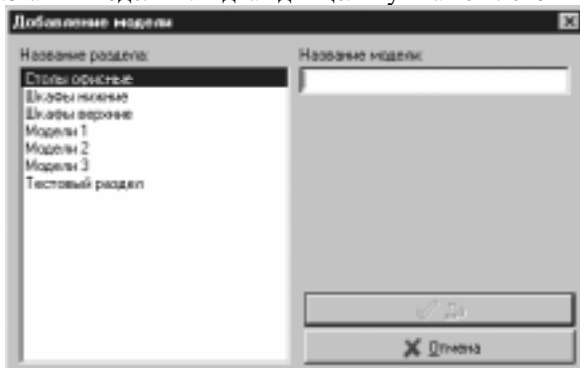 Добавление модели
Название раздела:
Столы офисные
Шкафы нижние
Шкафы верхние
Модели 1
Модели 2
Модели 3
Тестовый раздел
Название модели:
Да
Отмена